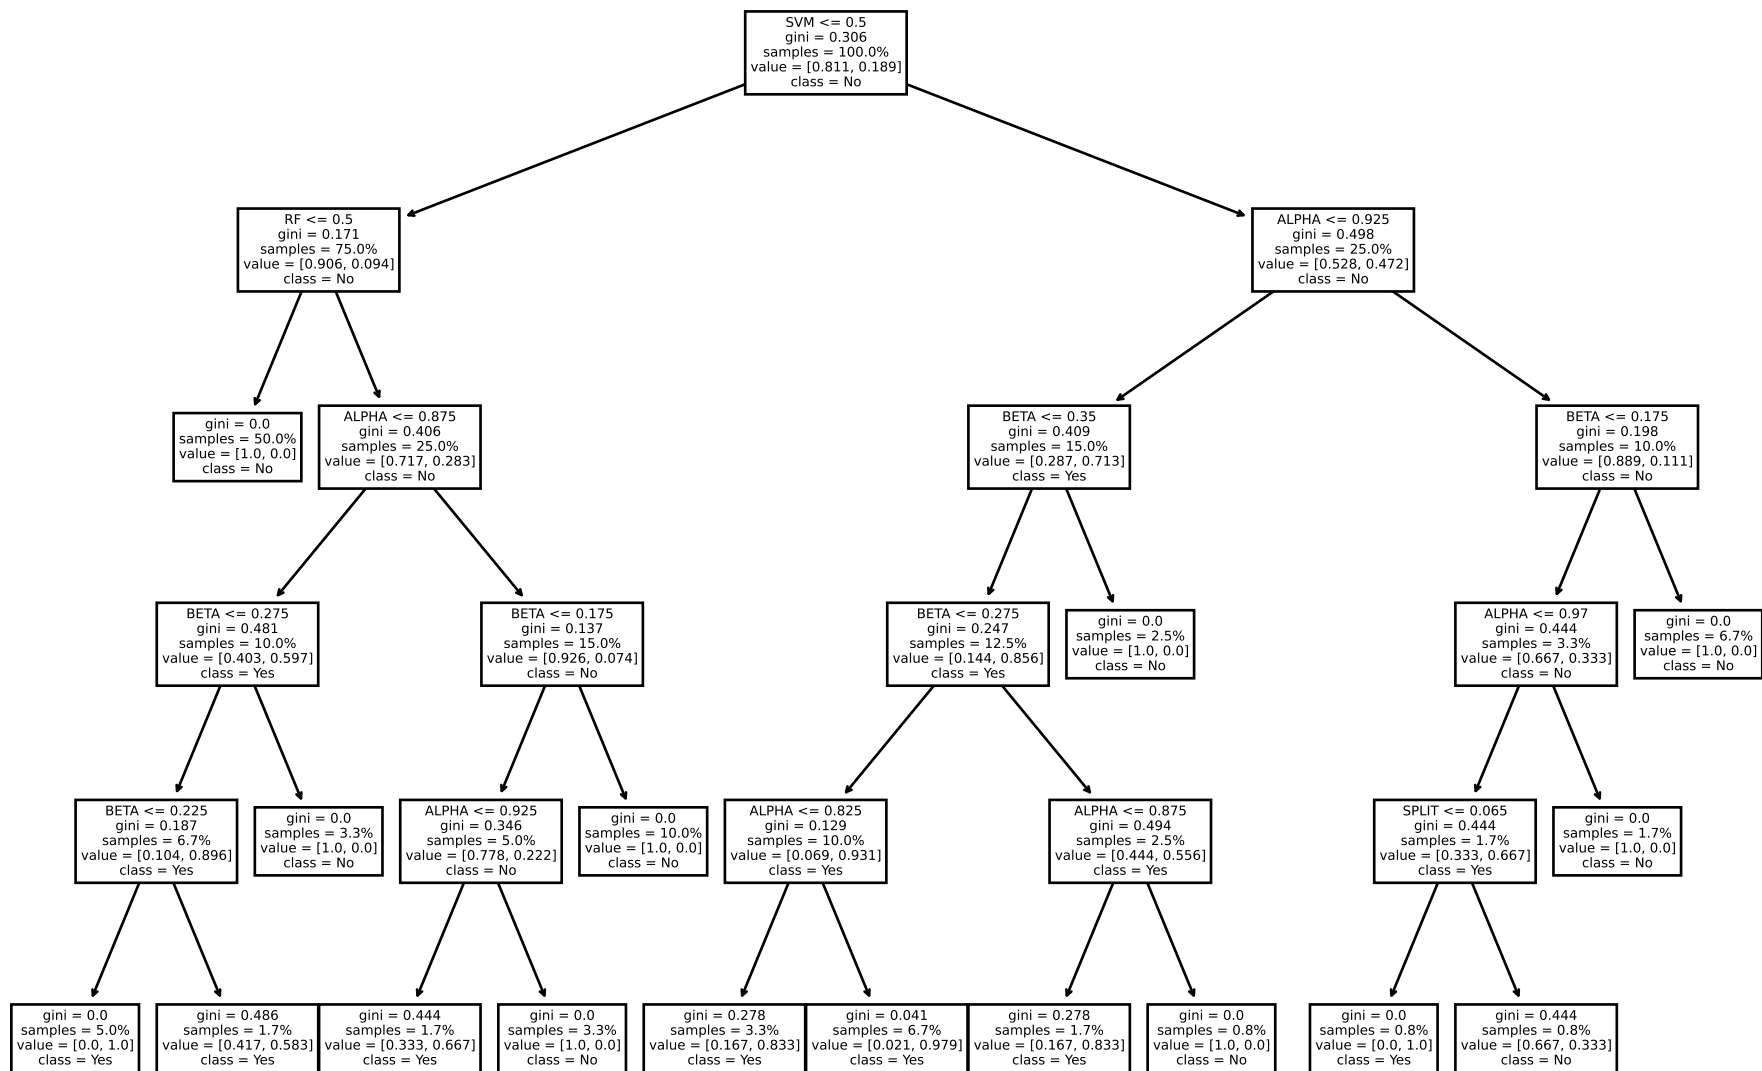 SVM <= 0.5
gini = 0.306
samples = 100.0%
value = [0.811, 0.189]
class = No
RF <= 0.5
gini = 0.171
samples = 75.0%
value = [0.906, 0.094]
class = No
ALPHA <= 0.925
gini = 0.498
samples = 25.0%
value = [0.528, 0.472]
class = No
gini = 0.0
samples = 50.0%
value = [1.0, 0.0]
class = No
ALPHA <= 0.875
gini = 0.406
samples = 25.0%
value = [0.717, 0.283]
class = No
BETA <= 0.35
gini = 0.409
samples = 15.0%
value = [0.287, 0.713]
class = Yes
BETA <= 0.175
gini = 0.198
samples = 10.0%
value = [0.889, 0.111]
class = No
BETA <= 0.275
gini = 0.481
samples = 10.0%
value = [0.403, 0.597]
class = Yes
BETA <= 0.175
gini = 0.137
samples = 15.0%
value = [0.926, 0.074]
class = No
BETA <= 0.275
gini = 0.247
samples = 12.5%
value = [0.144, 0.856]
class = Yes
gini = 0.0
samples = 2.5%
value = [1.0, 0.0]
class = No
ALPHA <= 0.97
gini = 0.444
samples = 3.3%
value = [0.667, 0.333]
class = No
gini = 0.0
samples = 6.7%
value = [1.0, 0.0]
class = No
BETA <= 0.225
gini = 0.187
samples = 6.7%
value = [0.104, 0.896]
class = Yes
gini = 0.0
samples = 3.3%
value = [1.0, 0.0]
class = No
ALPHA <= 0.925
gini = 0.346
samples = 5.0%
value = [0.778, 0.222]
class = No
gini = 0.0
samples = 10.0%
value = [1.0, 0.0]
class = No
ALPHA <= 0.825
gini = 0.129
samples = 10.0%
value = [0.069, 0.931]
class = Yes
ALPHA <= 0.875
gini = 0.494
samples = 2.5%
value = [0.444, 0.556]
class = Yes
SPLIT <= 0.065
gini = 0.444
samples = 1.7%
value = [0.333, 0.667]
class = Yes
gini = 0.0
samples = 1.7%
value = [1.0, 0.0]
class = No
gini = 0.0
samples = 5.0%
value = [0.0, 1.0]
class = Yes
gini = 0.486
samples = 1.7%
value = [0.417, 0.583]
class = Yes
gini = 0.444
samples = 1.7%
value = [0.333, 0.667]
class = Yes
gini = 0.0
samples = 3.3%
value = [1.0, 0.0]
class = No
gini = 0.278
samples = 3.3%
value = [0.167, 0.833]
class = Yes
gini = 0.041
samples = 6.7%
value = [0.021, 0.979]
class = Yes
gini = 0.278
samples = 1.7%
value = [0.167, 0.833]
class = Yes
gini = 0.0
samples = 0.8%
value = [1.0, 0.0]
class = No
gini = 0.0
samples = 0.8%
value = [0.0, 1.0]
class = Yes
gini = 0.444
samples = 0.8%
value = [0.667, 0.333]
class = No